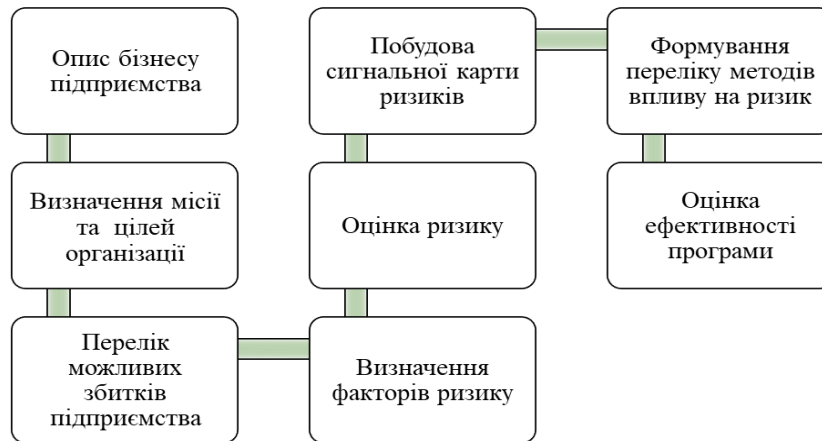 Опис бізнесу
підприємства
Визначення місії
та цілей
організації
Перелік
можливих
збитків
підприємства
Визначення
факторів ризику
Оцінка ризику
Побудова
сигнальної карти
ризиків
Формування
переліку методів
впливу на ризик
Оцінка
ефективності
програми